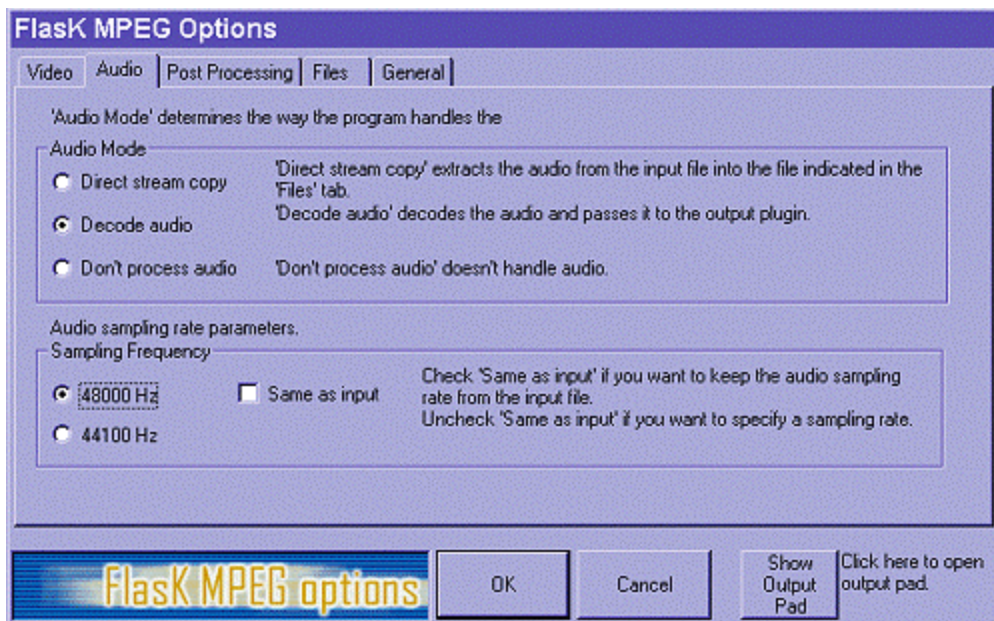 FlasK MPEG Options
Video Audio Post Processing Files General
'Audio Mode' determines the way the program handles the
Audio Mode
Direct stream copy
'Direct stream copy' extracts the audio from the input file into the file indicated in the
'Files' tab.
Decode audio
'Decode audio' decodes the audio and passes it to the output plugin.
Don't process audio
'Don't process audio' doesn't handle audio.
Audio sampling rate parameters.
Sampling Frequency
48000 Hz
44100 Hz
Same as input
Check 'Same as input' if you want to keep the audio sampling
rate from the input file.
Uncheck 'Same as input' if you want to specify a sampling rate.
FlasK MPEG options
OK
Cancel
Show
Output
Pad
Click here to open
output pad.